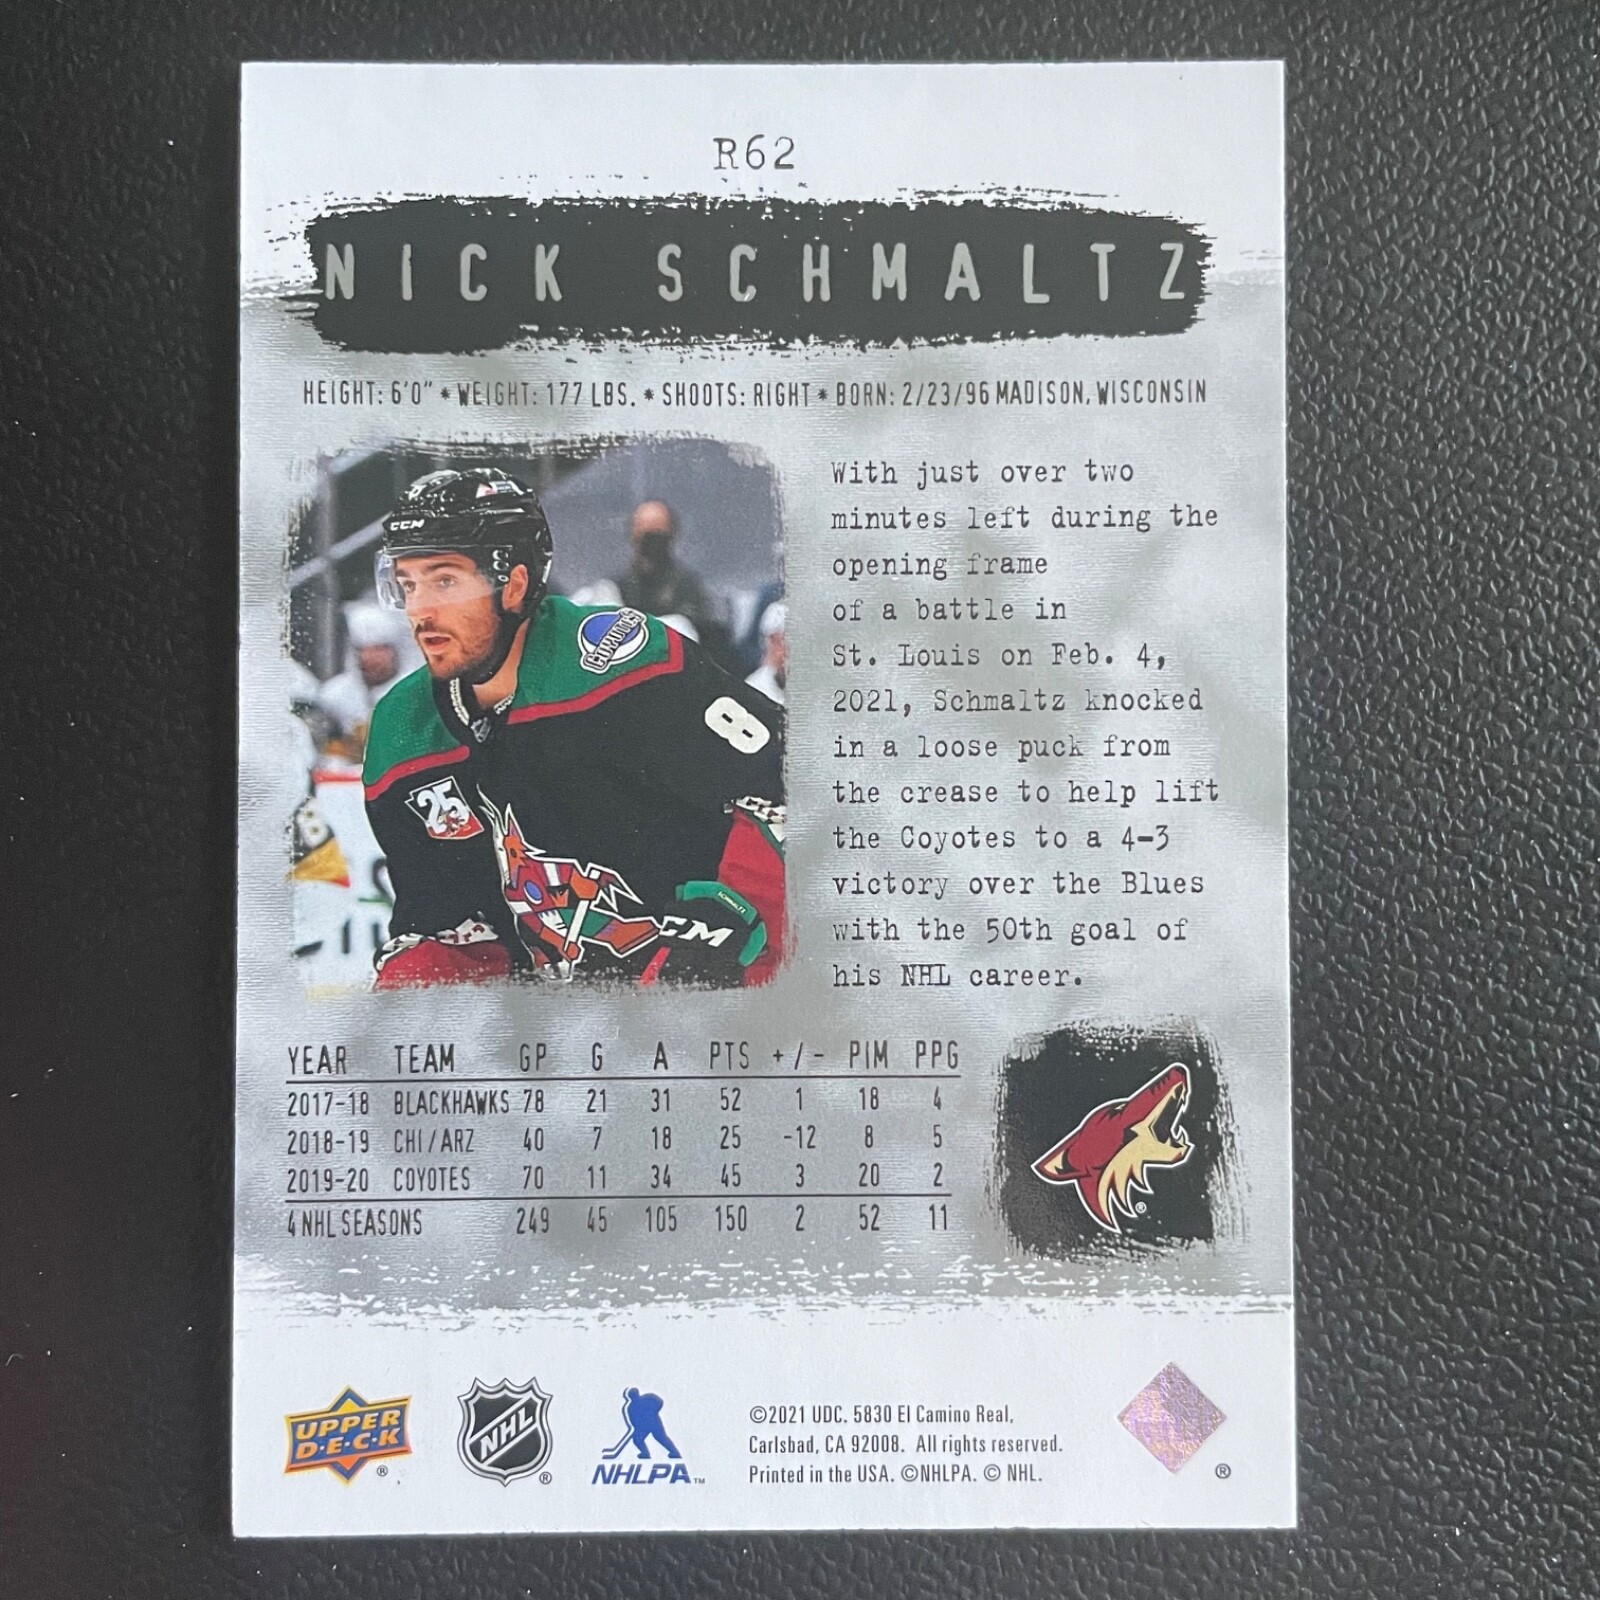 R62
NICK SCHMALTZ
HEIGHT: 6'0" * WEIGHT: 177 LBS. * SHOOTS: RIGHT * BORN: 2/23/96 MADISON, WISCONSIN
CCM
COYOTES
8
25
CCM
With just over two
minutes left during the
opening frame
of a battle in
St. Louis on Feb. 4,
2021, Schmaltz knocked
in a loose puck from
the crease to help lift
the Coyotes to a 4-3
victory over the Blues
with the 50th goal of
his NHL career.
YEAR TEAM GP G A PTS +/- PIM PPG
2017-18 BLACKHAWKS 78 21 31 52 1 18 4
2018-19 CHI/ARZ 40 7 18 25 -12 8 5
2019-20 COYOTES 70 11 34 45 3 20 2
4 NHL SEASONS 249 45 105 150 2 52 11
®
UPPER
D·E·C·K
®
NHL
®
NHLPA™
©2021 UDC. 5830 El Camino Real,
Carlsbad, CA 92008. All rights reserved.
Printed in the USA. ©NHLPA. © NHL.
®